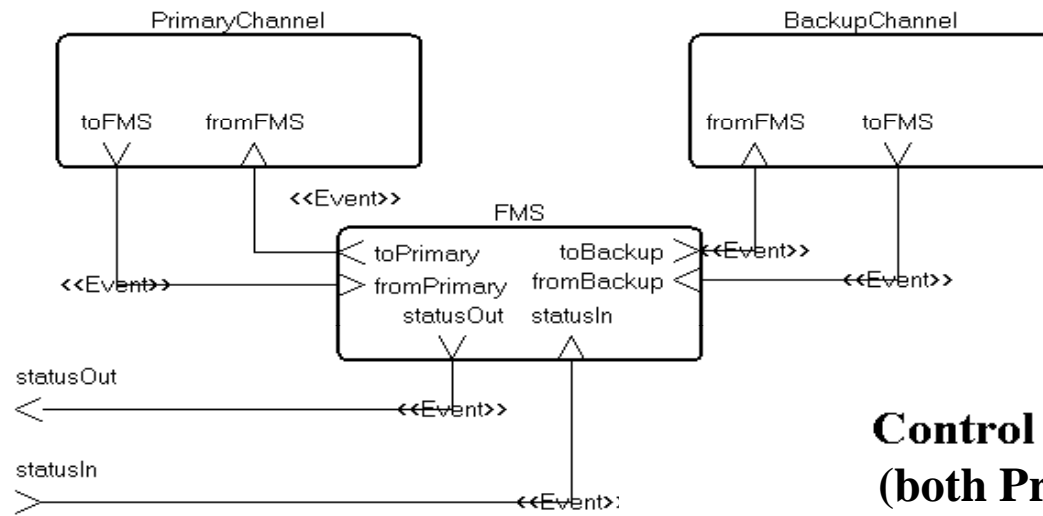 PrimaryChannel
BackupChannel
toFMS fromFMS
fromFMS toFMS
<<Event>>
FMS
toPrimary toBackup <<Event>>
<<Event>> fromPrimary fromBackup <<Event>>
statusOut statusIn
statusOut
<<Event>>
Control
(both Pr
statusIn
<<Event>>